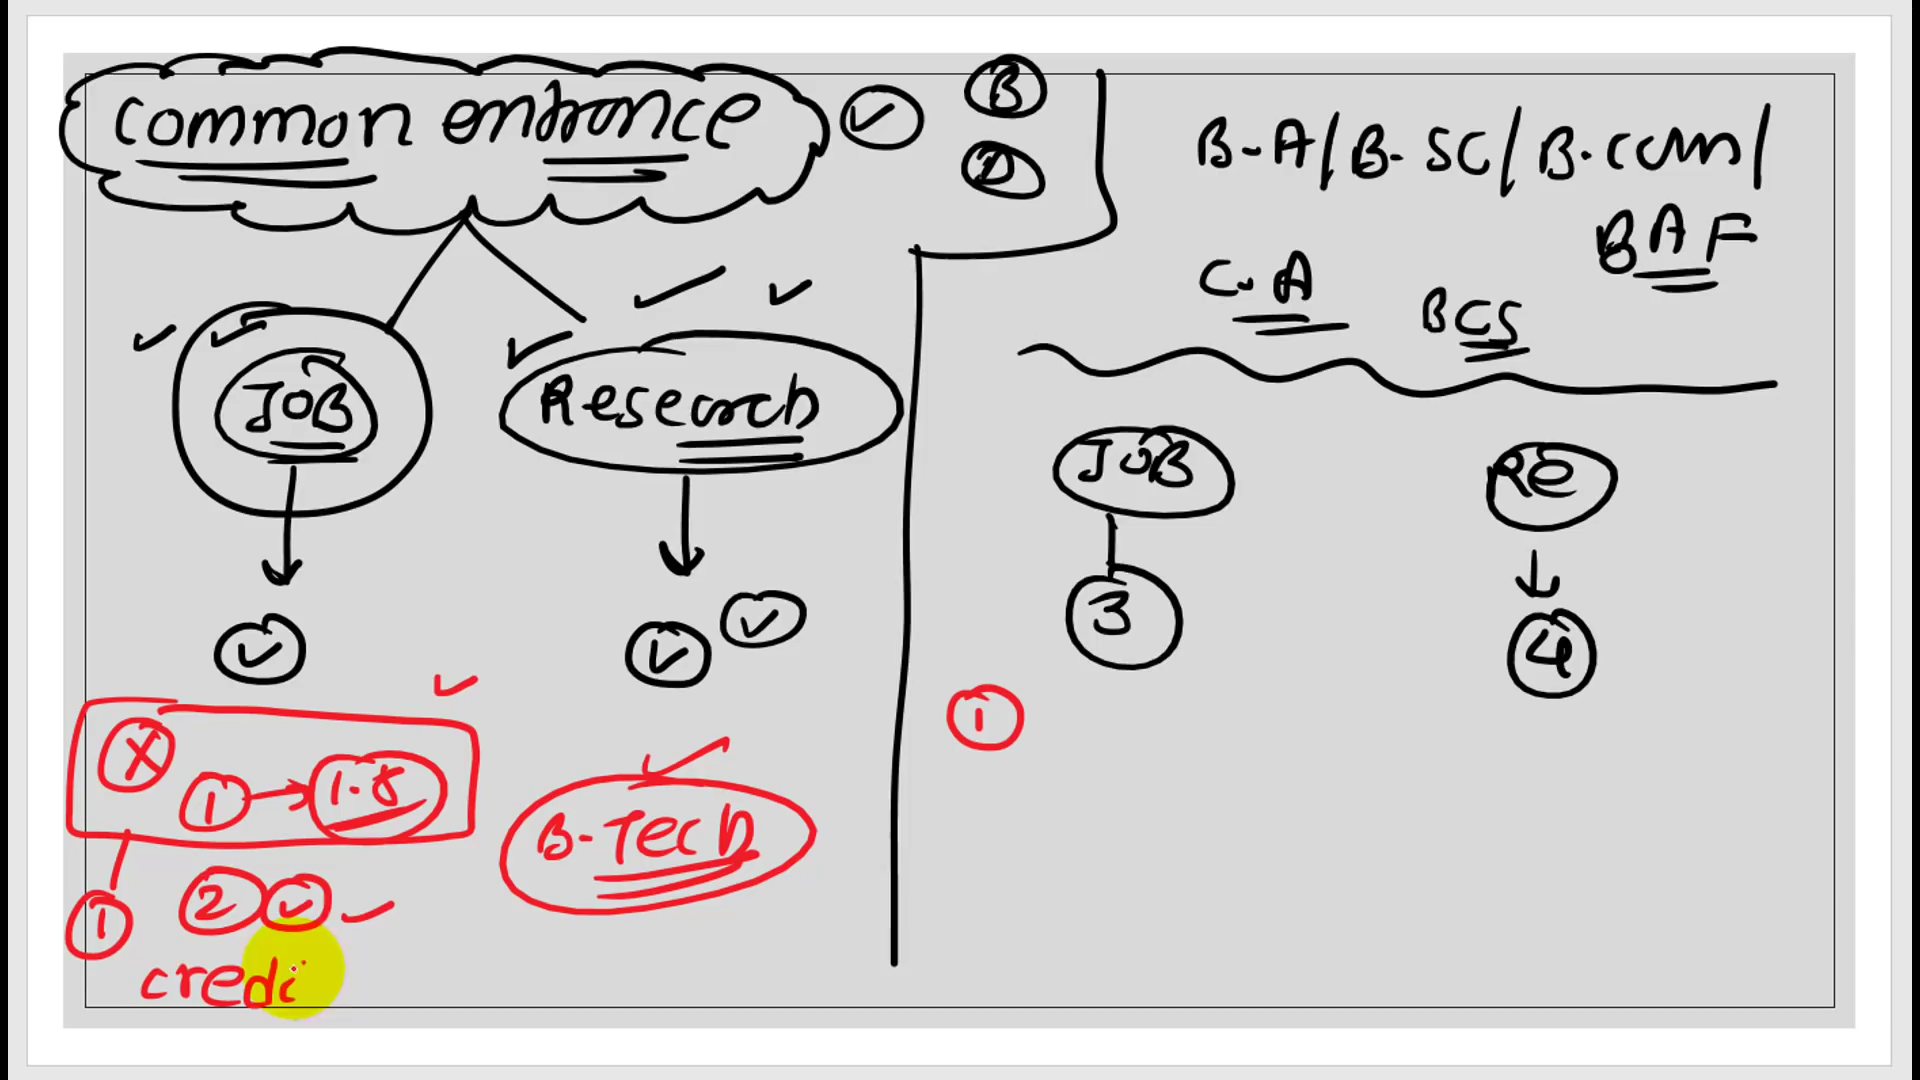 common entrance
B
D
B-A/B-SC/B.com/
BAF
C.A
BCS
JOB
Research
JOB
Re
3
4
1
X
1 → 1.8
B-Tech
1
2
credi